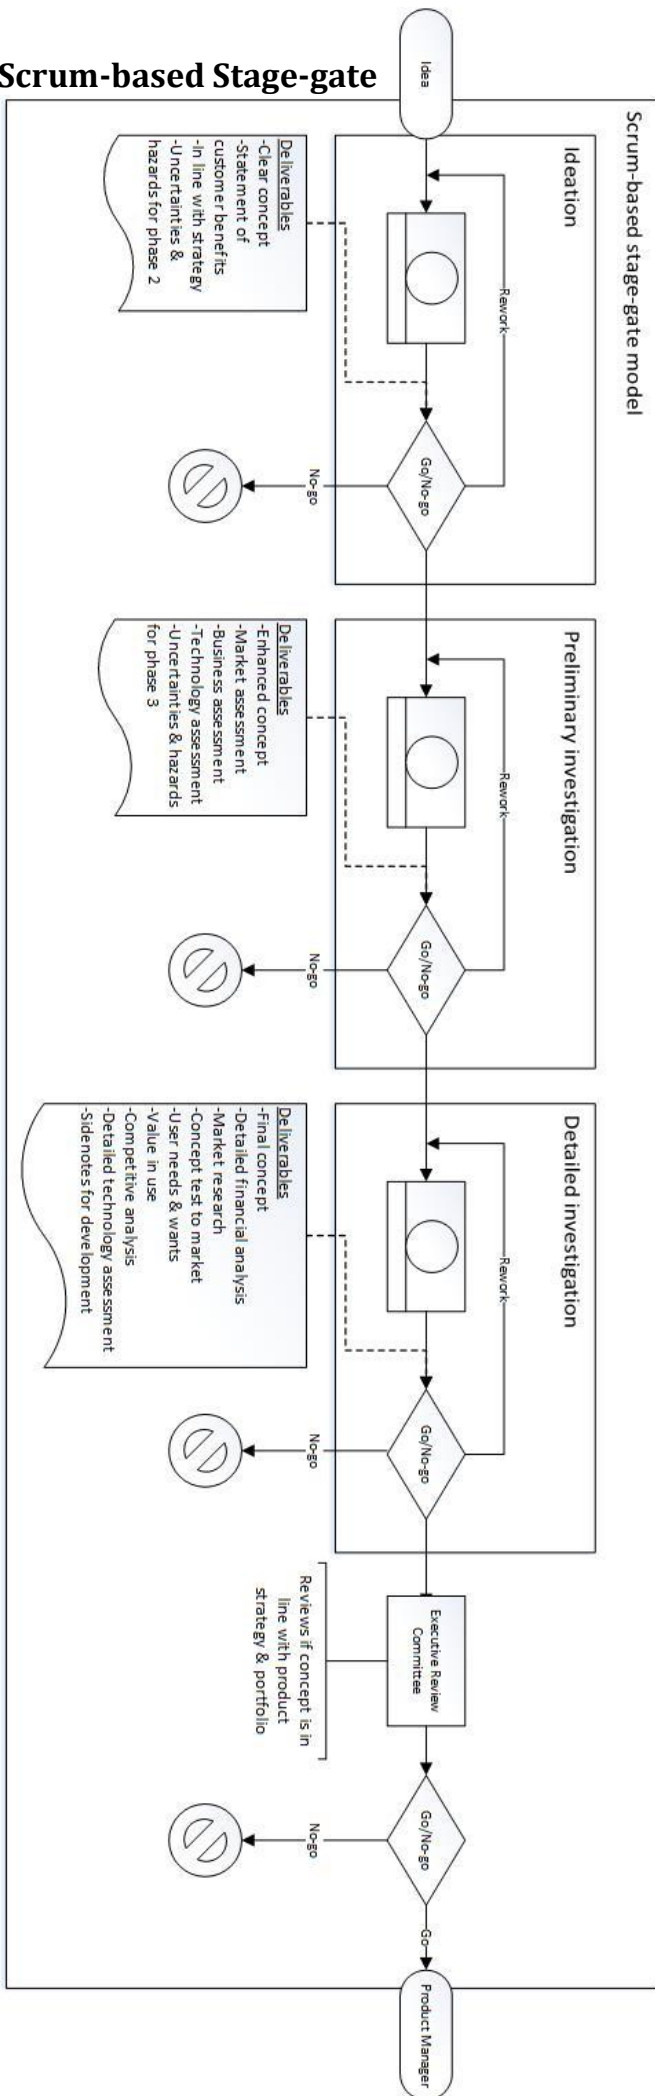 Scrum-based Stage-gate
Scrum-based stage-gate model
Idea
Ideation
Rework
Go/No-go
No-go
Deliverables
-Clear concept
-Statement of
customer benefits
-In line with strategy
-Uncertainties &
hazards for phase 2
Preliminary investigation
Rework
Go/No-go
No-go
Deliverables
-Enhanced concept
-Market assessment
-Business assessment
-Technology assessment
-Uncertainties & hazards
for phase 3
Detailed investigation
Rework
Go/No-go
No-go
Deliverables
-Final concept
-Detailed financial analysis
-Market research
-Concept test to market
-User needs & wants
-Value in use
-Competitive analysis
-Detailed technology assessment
-Sidenotes for development
Executive Review
Committee
Reviews if concept is in
line with product
strategy & portfolio
Go/No-go
No-go
Go
Product Manager